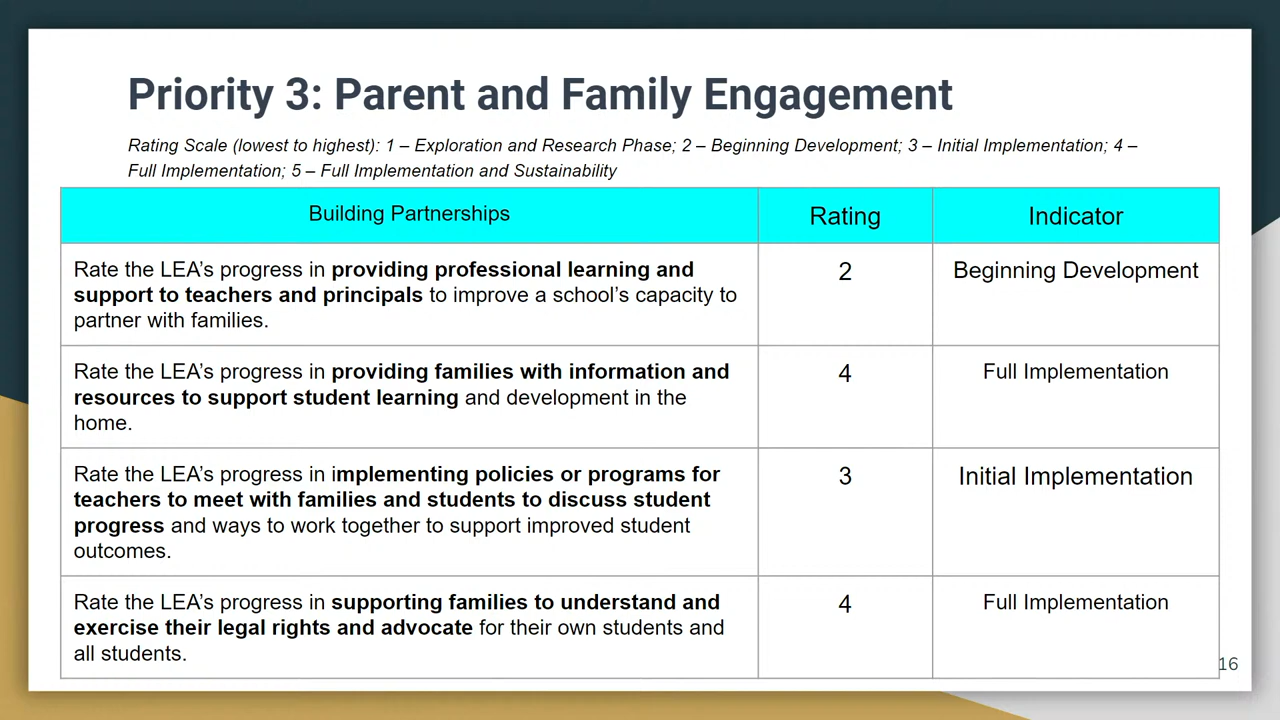 Priority 3: Parent and Family Engagement
Rating Scale (lowest to highest): 1 – Exploration and Research Phase; 2 – Beginning Development; 3 – Initial Implementation; 4 –
Full Implementation; 5 – Full Implementation and Sustainability
Building Partnerships
Rating
Indicator
Rate the LEA’s progress in providing professional learning and
support to teachers and principals to improve a school’s capacity to
partner with families.
2
Beginning Development
Rate the LEA’s progress in providing families with information and
resources to support student learning and development in the
home.
4
Full Implementation
Rate the LEA’s progress in implementing policies or programs for
teachers to meet with families and students to discuss student
progress and ways to work together to support improved student
outcomes.
3
Initial Implementation
Rate the LEA’s progress in supporting families to understand and
exercise their legal rights and advocate for their own students and
all students.
4
Full Implementation
16